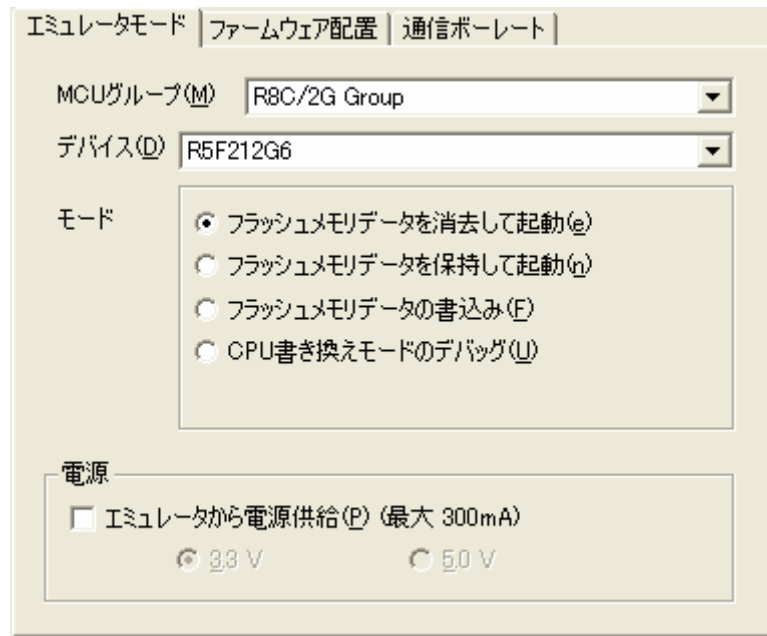 エミュレータモード ファームウェア配置 通信ボーレート
MCUグループ(M) R8C/2G Group
デバイス(D) R5F212G6
モード
フラッシュメモリデータを消去して起動(e)
フラッシュメモリデータを保持して起動(n)
フラッシュメモリデータの書込み(F)
CPU書き換えモードのデバッグ(U)
電源
エミュレータから電源供給(P) (最大 300mA)
3.3 V 5.0 V